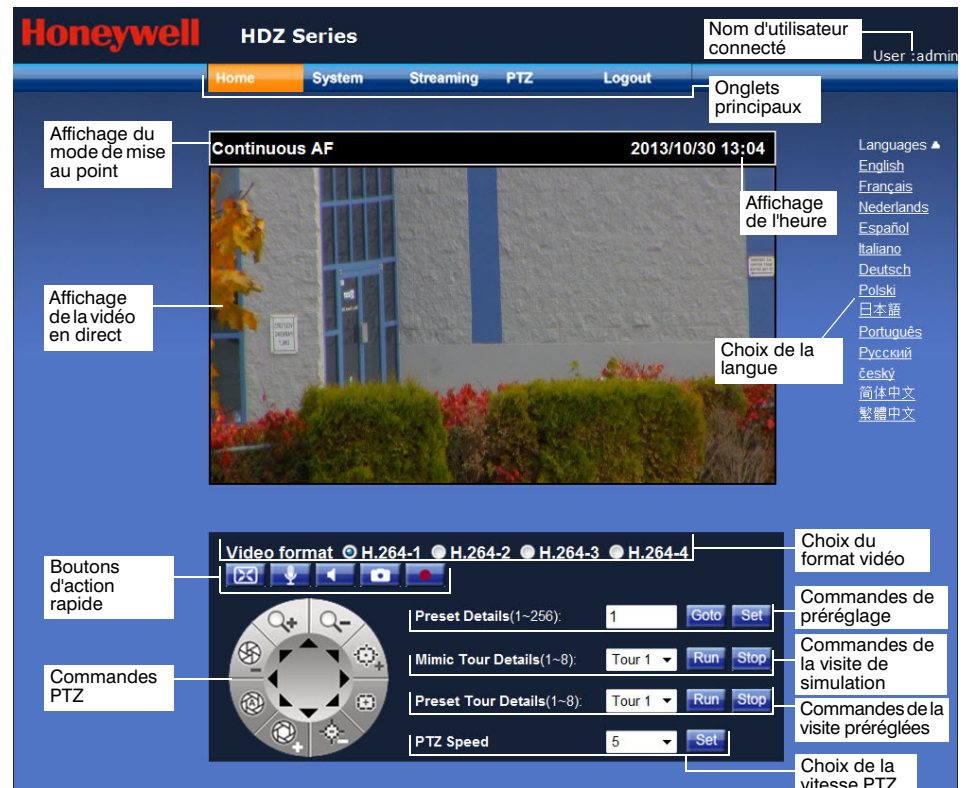 Honeywell
HDZ Series
Nom d'utilisateur
connecté
User :admin
Home System Streaming PTZ Logout
Onglets
principaux
Affichage du
mode de mise
au point
Continuous AF 2013/10/30 13:04
Affichage
de l'heure
Languages
English
Français
Nederlands
Español
Italiano
Deutsch
Polski
日本語
Português
Русский
český
简体中文
繁體中文
Affichage
de la vidéo
en direct
Choix de la
langue
Video format H.264-1 H.264-2 H.264-3 H.264-4
Choix du
format vidéo
Boutons
d'action
rapide
Preset Details(1~256): 1 Goto Set
Commandes de
préréglage
Mimic Tour Details(1~8): Tour 1 Run Stop
Commandes de
la visite de
simulation
Commandes
PTZ
Preset Tour Details(1~8): Tour 1 Run Stop
Commandes de la
visite préréglées
PTZ Speed 5 Set
Choix de la
vitesse PTZ